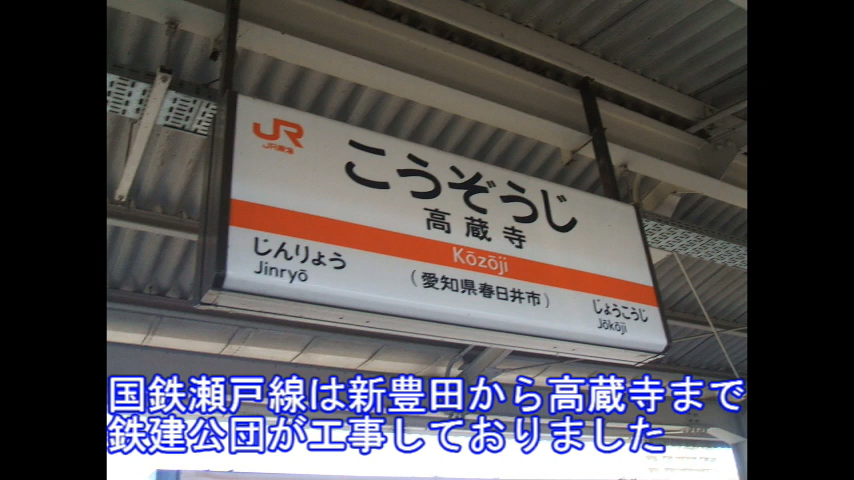 JR
JR東海
こうぞうじ
高蔵寺
Kōzōji
じんりょう
Jinryō
(愛知県春日井市)
じょうこうじ
Jōkōji
国鉄瀬戸線は新豊田から高蔵寺まで
鉄建公団が工事しておりました